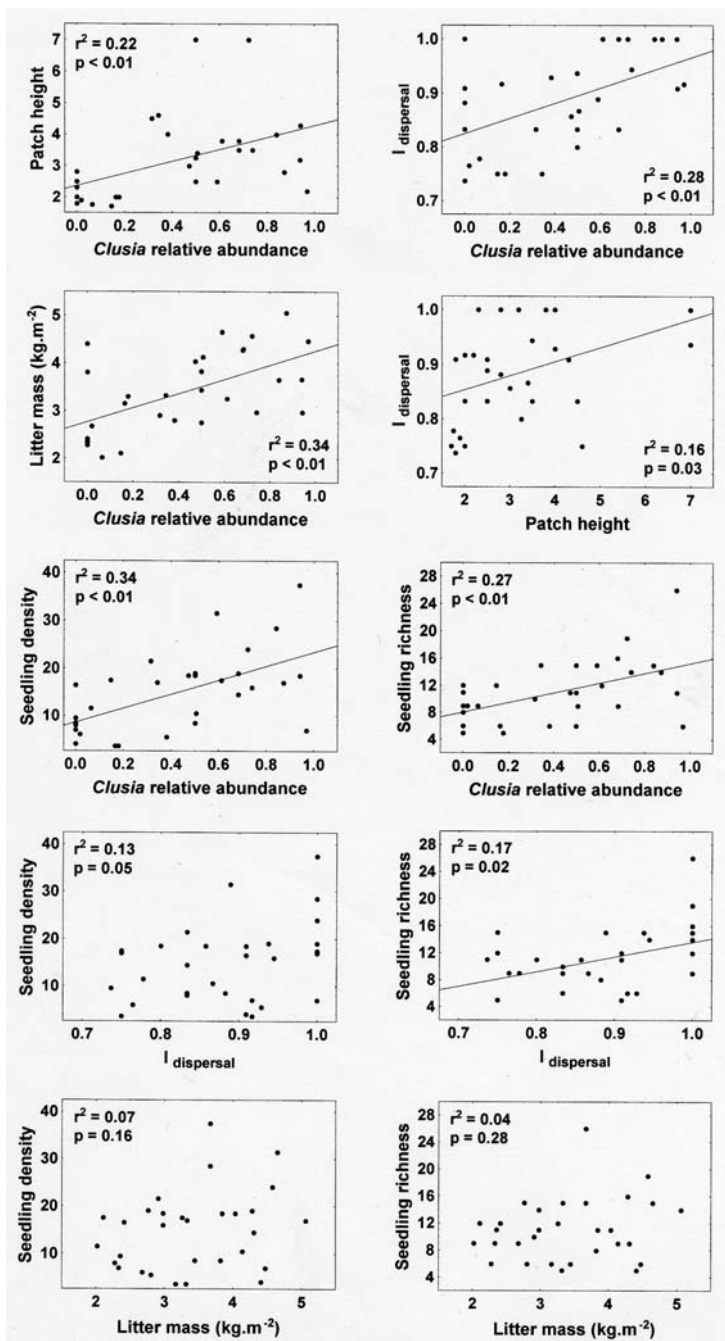 r² = 0.22
p < 0.01
Patch height
7
6
5
4
3
2
0.0 0.2 0.4 0.6 0.8 1.0
Clusia relative abundance
I dispersal
1.0
0.9
0.8
0.7
r² = 0.28
p < 0.01
0.0 0.2 0.4 0.6 0.8 1.0
Clusia relative abundance
Litter mass (kg.m⁻²)
5
4
3
2
r² = 0.34
p < 0.01
0.0 0.2 0.4 0.6 0.8 1.0
Clusia relative abundance
I dispersal
1.0
0.9
0.8
0.7
r² = 0.16
p = 0.03
2 3 4 5 6 7
Patch height
r² = 0.34
p < 0.01
Seedling density
40
30
20
10
0.0 0.2 0.4 0.6 0.8 1.0
Clusia relative abundance
r² = 0.27
p < 0.01
Seedling richness
28
24
20
16
12
8
4
0.0 0.2 0.4 0.6 0.8 1.0
Clusia relative abundance
r² = 0.13
p = 0.05
Seedling density
40
30
20
10
0.7 0.8 0.9 1.0
I dispersal
r² = 0.17
p = 0.02
Seedling richness
28
24
20
16
12
8
4
0.7 0.8 0.9 1.0
I dispersal
r² = 0.07
p = 0.16
Seedling density
40
30
20
10
2 3 4 5
Litter mass (kg.m⁻²)
r² = 0.04
p = 0.28
Seedling richness
28
24
20
16
12
8
4
2 3 4 5
Litter mass (kg.m⁻²)